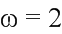 ω = 2